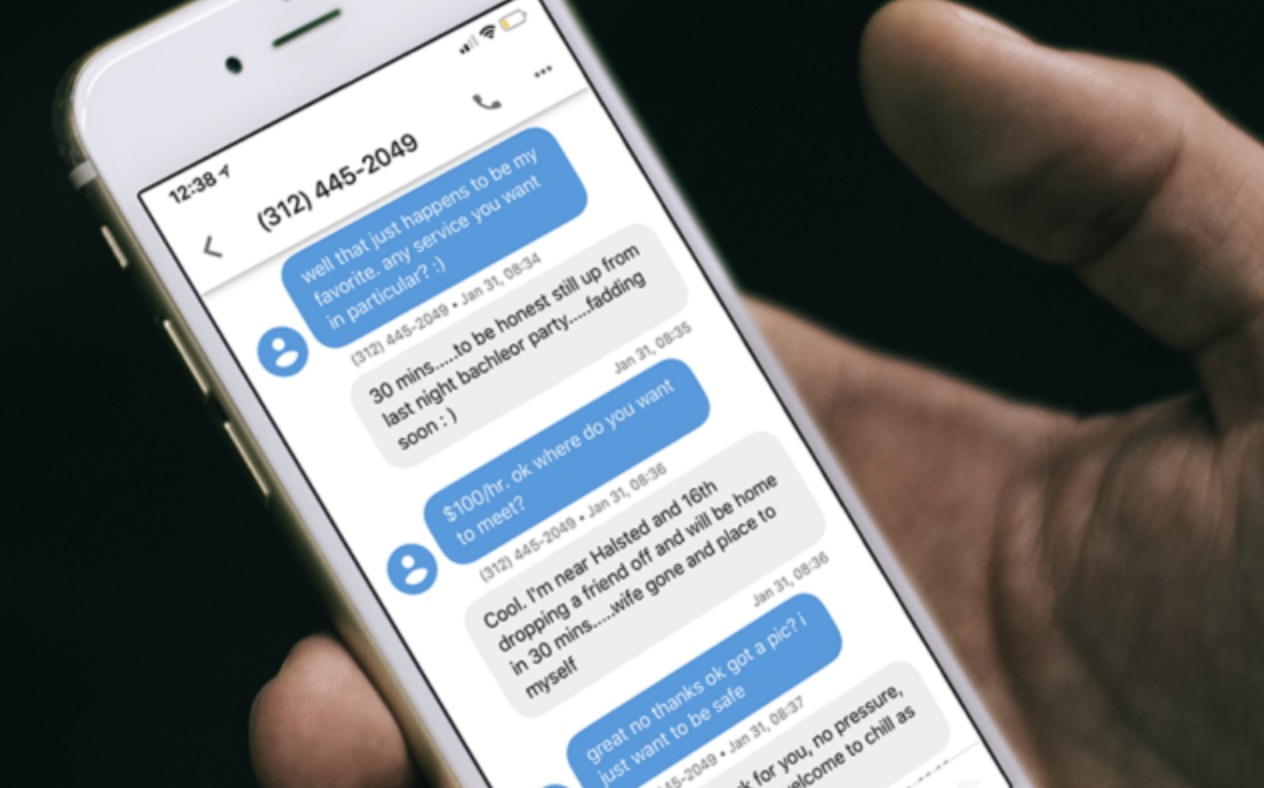 12:38
(312) 445-2049
well that just happens to be my
favorite. any service you want
in particular? :)
(312) 445-2049 • Jan 31, 08:34
30 mins.....to be honest still up from
last night bachleor party.....fadding
soon : )
Jan 31, 08:35
$100/hr. ok where do you want
to meet?
(312) 445-2049 • Jan 31, 08:36
Cool. I'm near Halsted and 16th
dropping a friend off and will be home
in 30 mins.....wife gone and place to
myself
Jan 31, 08:36
great no thanks ok got a pic? i
just want to be safe
45-2049 • Jan 31, 08:37
for you, no pressure,
welcome to chill as